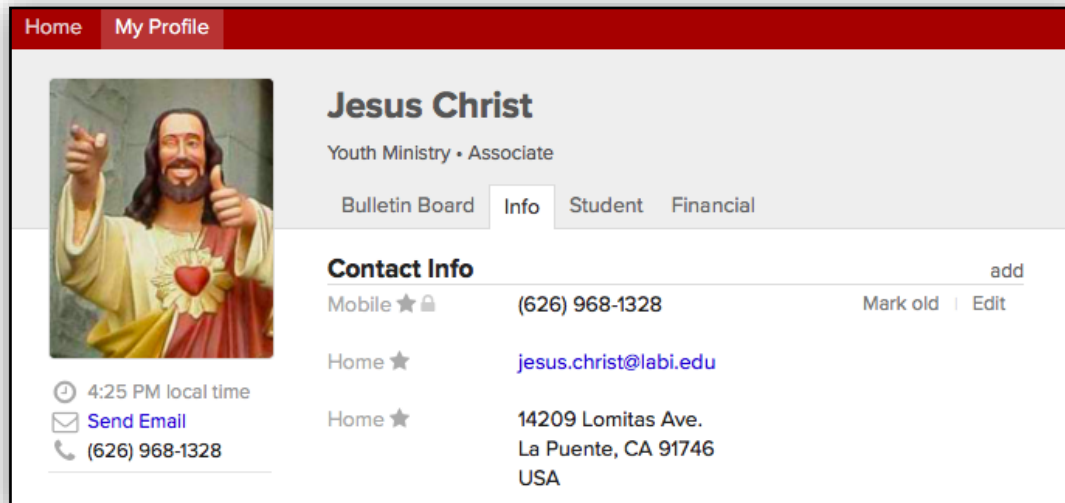 Home My Profile
Jesus Christ
Youth Ministry • Associate
Bulletin Board Info Student Financial
Contact Info add
Mobile (626) 968-1328 Mark old | Edit
Home jesus.christ@labi.edu
Home 14209 Lomitas Ave.
La Puente, CA 91746
USA
4:25 PM local time
Send Email
(626) 968-1328